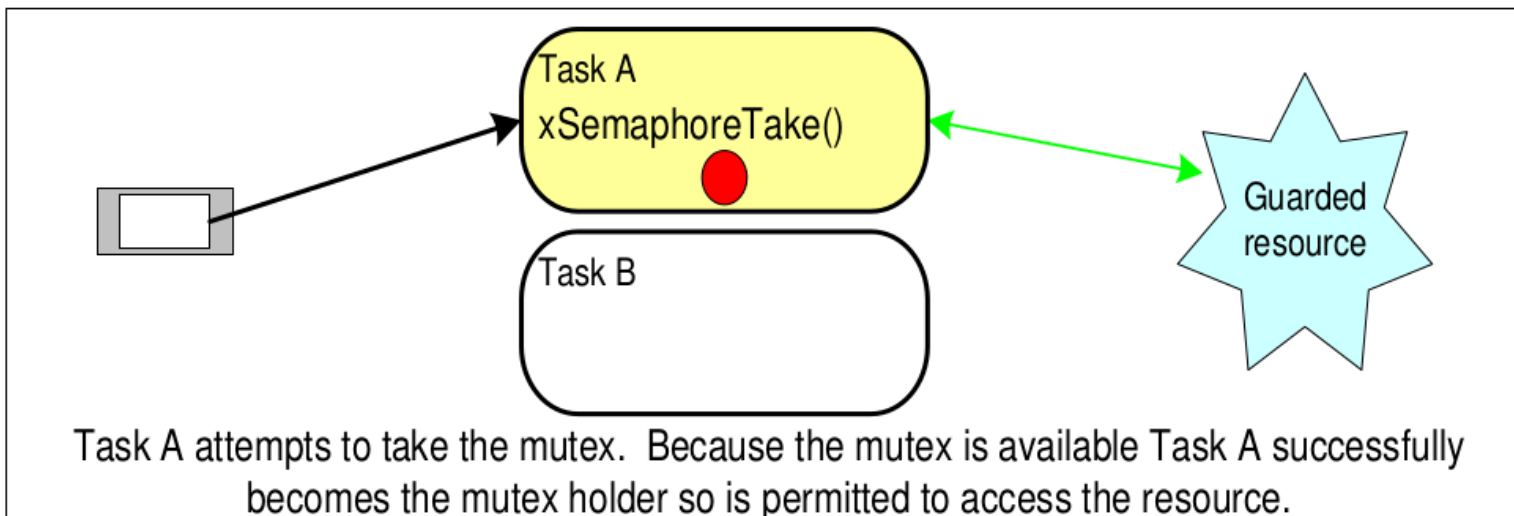 Task A
xSemaphoreTake()
Guarded
resource
Task B
Task A attempts to take the mutex.  Because the mutex is available Task A successfully
becomes the mutex holder so is permitted to access the resource.